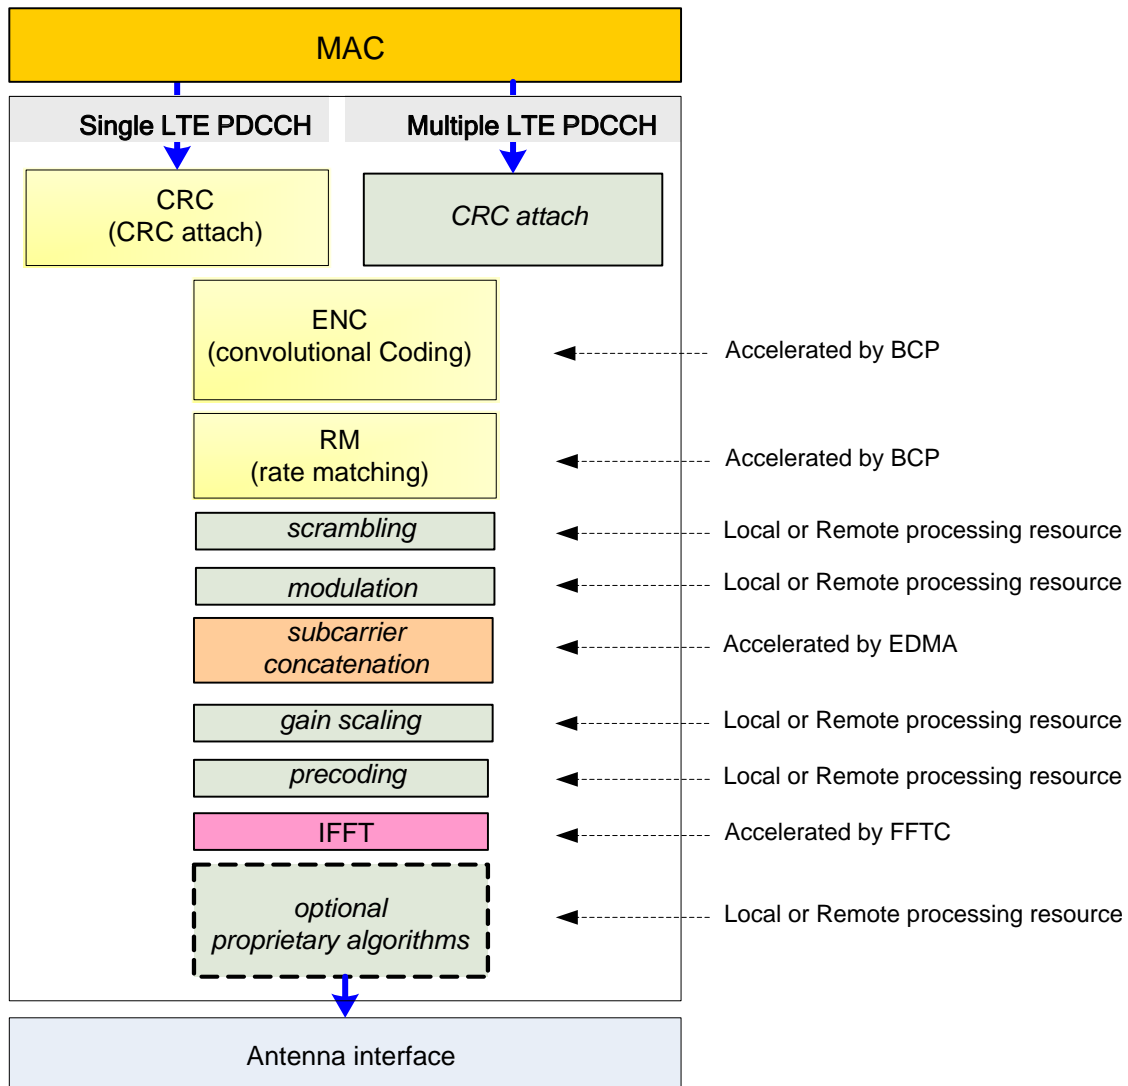 MAC
Single LTE PDCCH
Multiple LTE PDCCH
CRC
(CRC attach)
CRC attach
ENC
(convolutional Coding)
Accelerated by BCP
RM
(rate matching)
Accelerated by BCP
scrambling
Local or Remote processing resource
modulation
Local or Remote processing resource
subcarrier
concatenation
Accelerated by EDMA
gain scaling
Local or Remote processing resource
precoding
Local or Remote processing resource
IFFT
Accelerated by FFTC
optional
proprietary algorithms
Local or Remote processing resource
Antenna interface